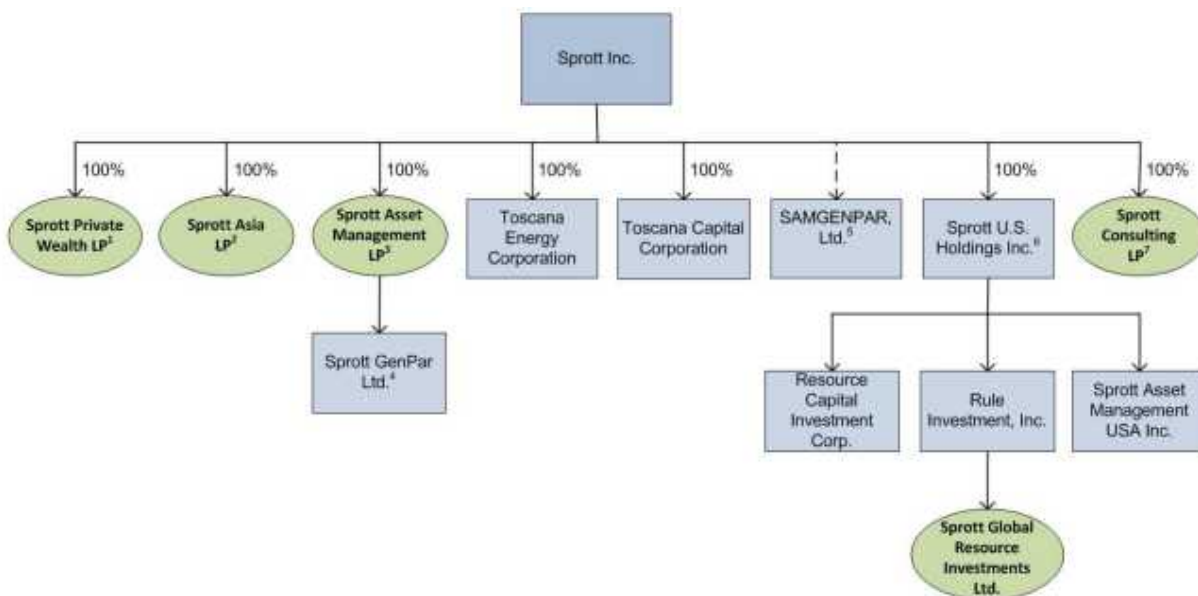 Sprott Inc.
100%
100%
100%
100%
100%
100%
100%
Sprott Private
Wealth LP¹
Sprott Asia
LP²
Sprott Asset
Management
LP³
Toscana
Energy
Corporation
Toscana Capital
Corporation
SAMGENPAR,
Ltd.⁵
Sprott U.S.
Holdings Inc.⁶
Sprott
Consulting
LP⁷
Sprott GenPar
Ltd.⁴
Resource
Capital
Investment
Corp.
Rule
Investment, Inc.
Sprott Asset
Management
USA Inc.
Sprott Global
Resource
Investments
Ltd.